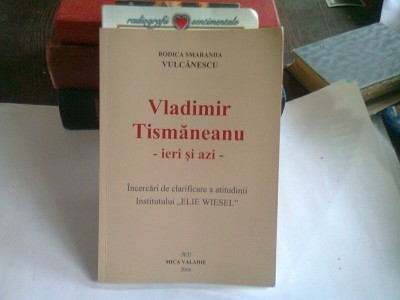 radiografii sentimentale
RODICA SMARANDA
VULCĂNESCU
Vladimir
Tismăneanu
- ieri și azi -
Încercări de clarificare a atitudinii
Institutului „ELIE WIESEL”
MICA VALAHIE